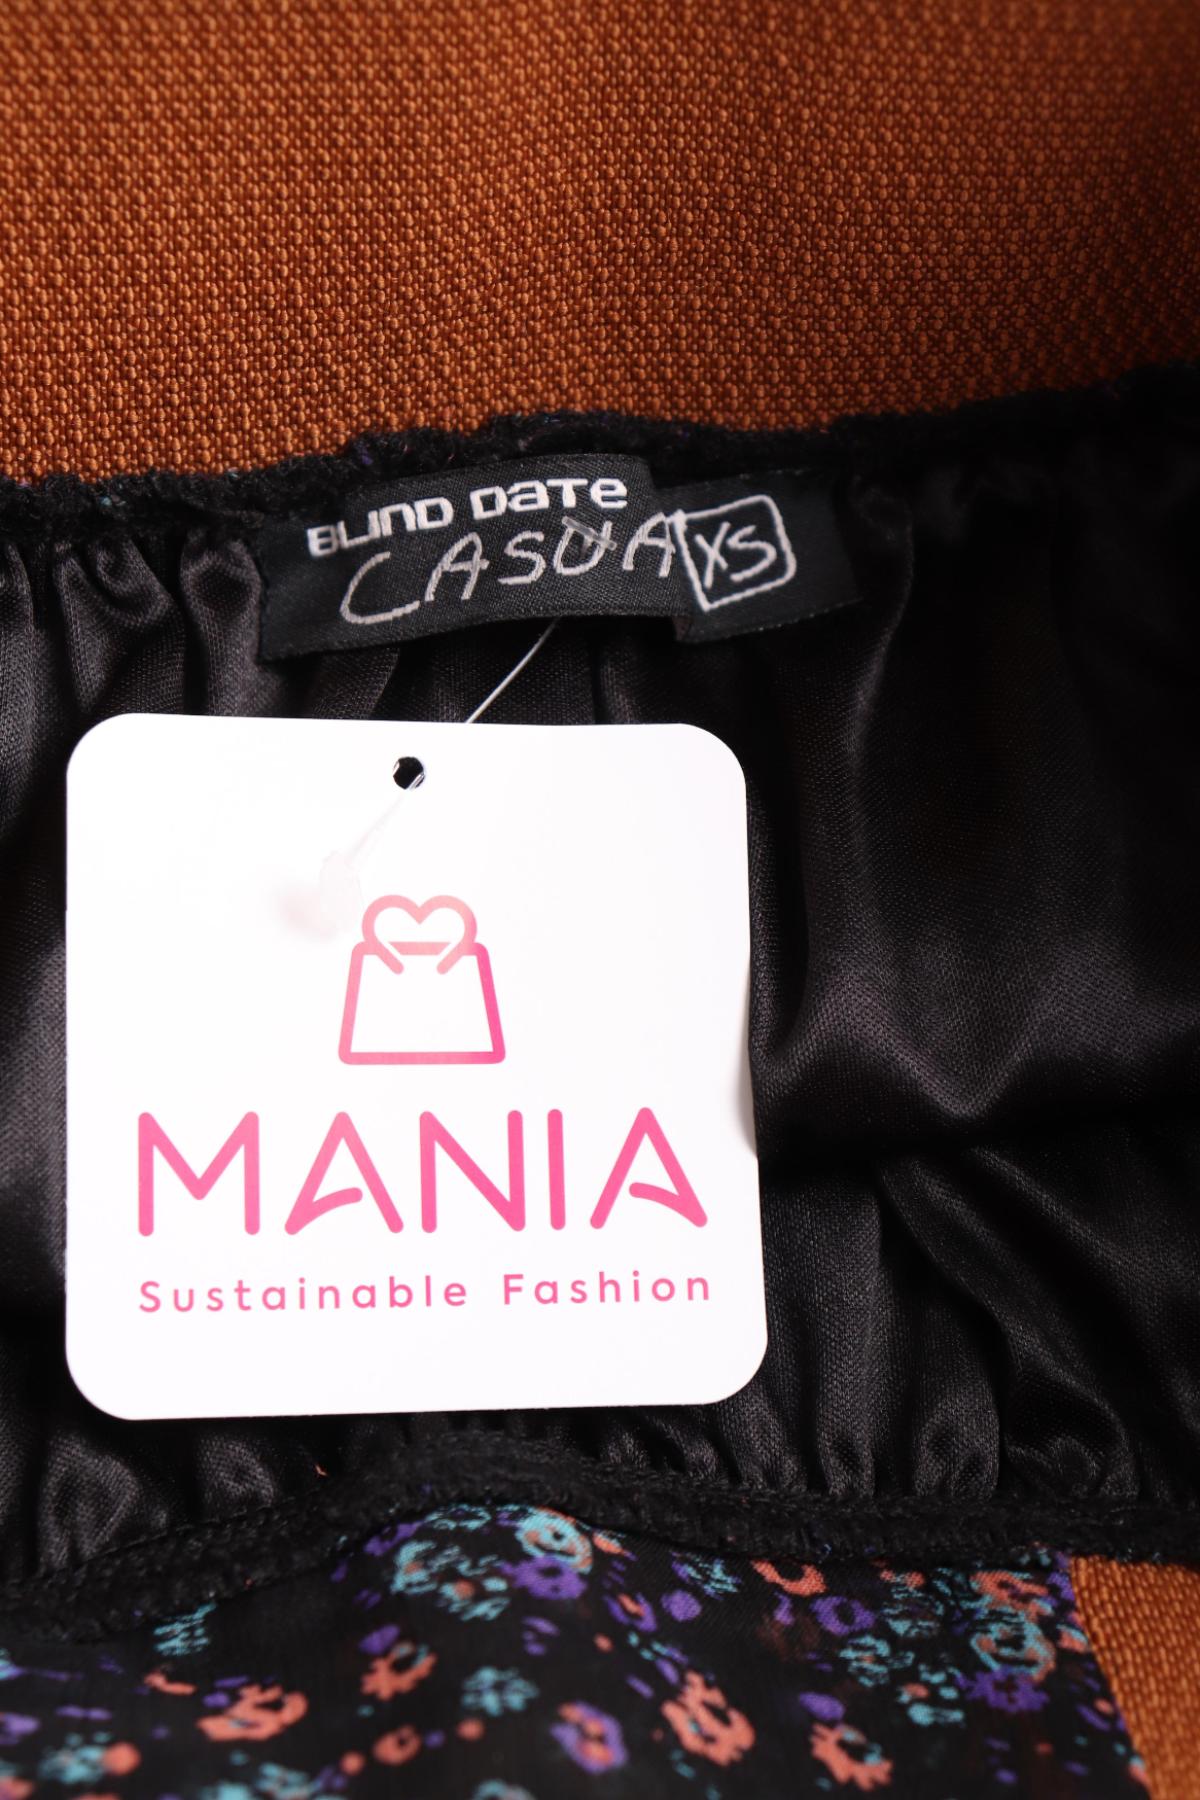 BLIND DaTe
CASUA
XS
MANIA
Sustainable Fashion